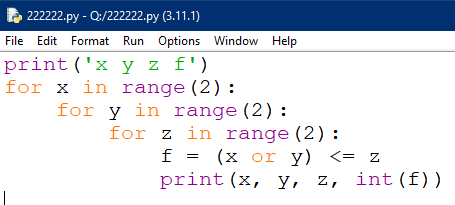 222222.py - Q:/222222.py (3.11.1)
File Edit Format Run Options Window Help
print('x y z f')
for x in range(2):
    for y in range(2):
        for z in range(2):
            f = (x or y) <= z
            print(x, y, z, int(f))